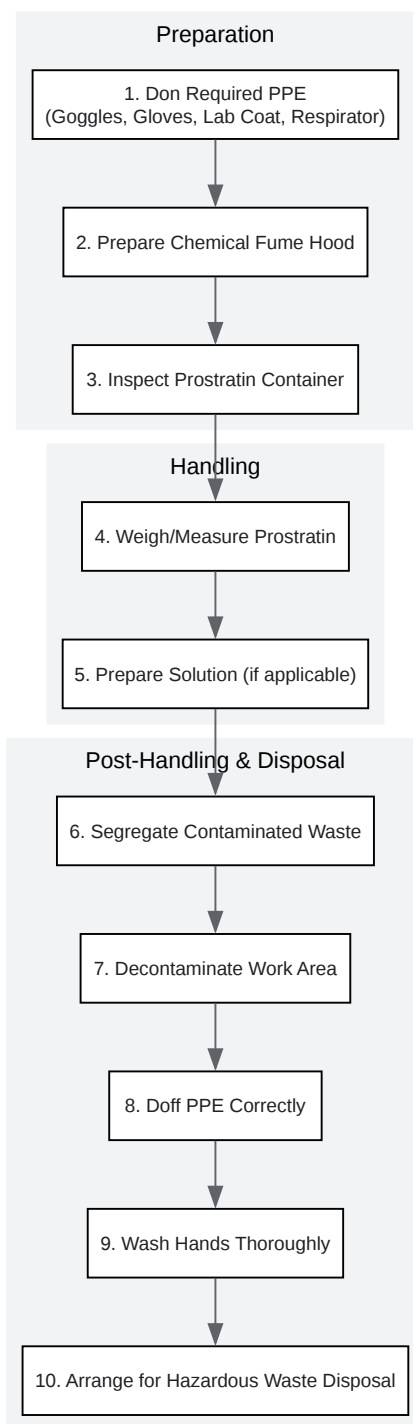 Preparation
1. Don Required PPE
(Goggles, Gloves, Lab Coat, Respirator)
2. Prepare Chemical Fume Hood
3. Inspect Prostratin Container
Handling
4. Weigh/Measure Prostratin
5. Prepare Solution (if applicable)
Post-Handling & Disposal
6. Segregate Contaminated Waste
7. Decontaminate Work Area
8. Doff PPE Correctly
9. Wash Hands Thoroughly
10. Arrange for Hazardous Waste Disposal